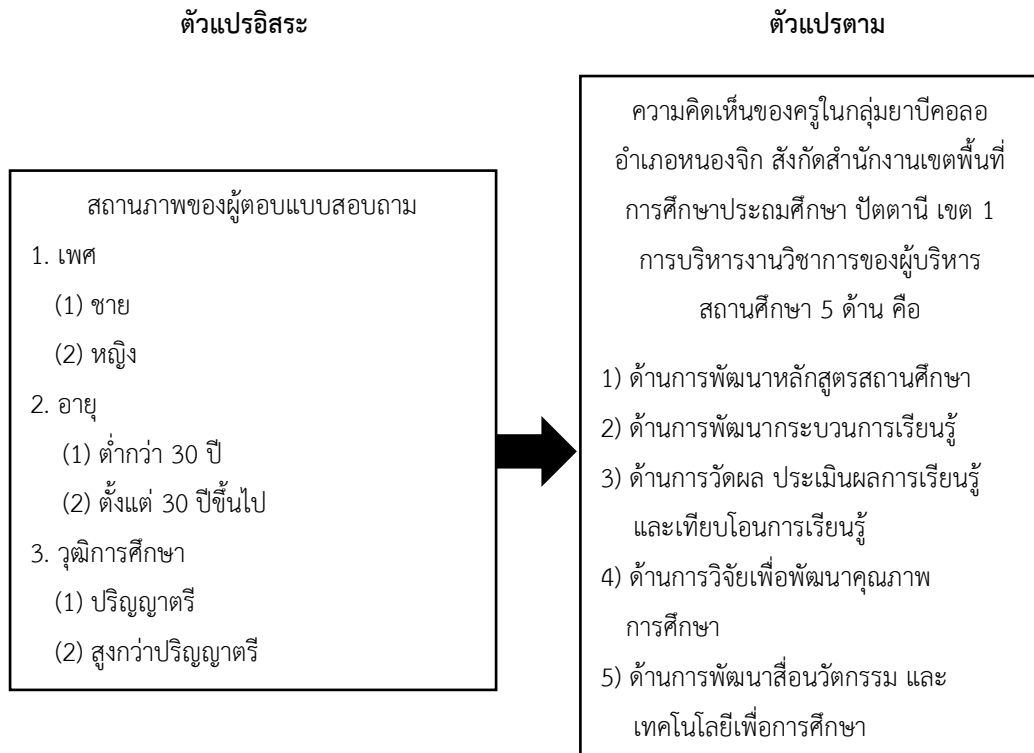 ตัวแปรอิสระ
ตัวแปรตาม
สถานภาพของผู้ตอบแบบสอบถาม
1. เพศ
(1) ชาย
(2) หญิง
2. อายุ
(1) ต่ำกว่า 30 ปี
(2) ตั้งแต่ 30 ปีขึ้นไป
3. วุฒิการศึกษา
(1) ปริญญาตรี
(2) สูงกว่าปริญญาตรี
ความคิดเห็นของครูในกลุ่มยาบีคอลอ
อำเภอหนองจิก สังกัดสำนักงานเขตพื้นที่
การศึกษาประถมศึกษา ปัตตานี เขต 1
การบริหารงานวิชาการของผู้บริหาร
สถานศึกษา 5 ด้าน คือ
1) ด้านการพัฒนาหลักสูตรสถานศึกษา
2) ด้านการพัฒนากระบวนการเรียนรู้
3) ด้านการวัดผล ประเมินผลการเรียนรู้
และเทียบโอนการเรียนรู้
4) ด้านการวิจัยเพื่อพัฒนาคุณภาพ
การศึกษา
5) ด้านการพัฒนาสื่อนวัตกรรม และ
เทคโนโลยีเพื่อการศึกษา